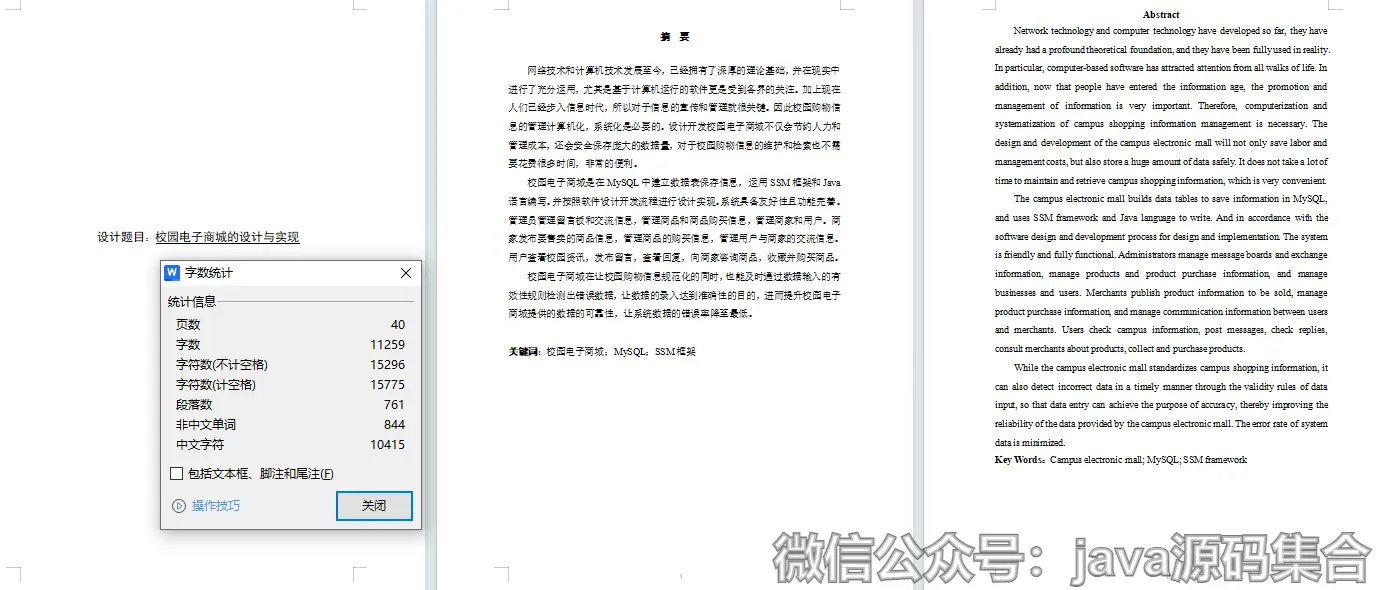 设计题目：校园电子商城的设计与实现
字数统计
统计信息
页数 40
字数 11259
字符数(不计空格) 15296
字符数(计空格) 15775
段落数 761
非中文单词 844
中文字符 10415
包括文本框、脚注和尾注(F)
操作技巧
关闭
摘 要
网络技术和计算机技术发展至今，已经拥有了深厚的理论基础，并在现实中
进行了充分运用，尤其是基于计算机运行的软件更是受到各界的关注。加上现在
人们已经步入信息时代，所以对于信息的宣传和管理就很关键。因此校园购物信
息的管理计算机化，系统化是必要的。设计开发校园电子商城不仅会节约人力和
管理成本，还会安全保存庞大的数据量，对于校园购物信息的维护和检索也不需
要花费很多时间，非常的便利。
校园电子商城是在 MySQL 中建立数据表保存信息，运用 SSM 框架和 Java
语言编写。并按照软件设计开发流程进行设计实现。系统具备友好性且功能完善。
管理员管理留言板和交流信息，管理商品和商品购买信息，管理商家和用户。商
家发布要售卖的商品信息，管理商品的购买信息，管理用户与商家的交流信息。
用户查看校园资讯，发布留言，查看回复，向商家咨询商品，收藏并购买商品。
校园电子商城在让校园购物信息规范化的同时，也能及时通过数据输入的有
效性规则检测出错误数据，让数据的录入达到准确性的目的，进而提升校园电子
商城提供的数据的可靠性，让系统数据的错误率降至最低。
关键词：校园电子商城；MySQL；SSM 框架
Abstract
Network technology and computer technology have developed so far, they have
already had a profound theoretical foundation, and they have been fully used in reality.
In particular, computer-based software has attracted attention from all walks of life. In
addition, now that people have entered the information age, the promotion and
management of information is very important. Therefore, computerization and
systematization of campus shopping information management is necessary. The
design and development of the campus electronic mall will not only save labor and
management costs, but also store a huge amount of data safely. It does not take a lot of
time to maintain and retrieve campus shopping information, which is very convenient.
The campus electronic mall builds data tables to save information in MySQL,
and uses SSM framework and Java language to write. And in accordance with the
software design and development process for design and implementation. The system
is friendly and fully functional. Administrators manage message boards and exchange
information, manage products and product purchase information, and manage
businesses and users. Merchants publish product information to be sold, manage
product purchase information, and manage communication information between users
and merchants. Users check campus information, post messages, check replies,
consult merchants about products, collect and purchase products.
While the campus electronic mall standardizes campus shopping information, it
can also detect incorrect data in a timely manner through the validity rules of data
input, so that data entry can achieve the purpose of accuracy, thereby improving the
reliability of the data provided by the campus electronic mall. The error rate of system
data is minimized.
Key Words：Campus electronic mall; MySQL; SSM framework
微信公众号：java源码集合